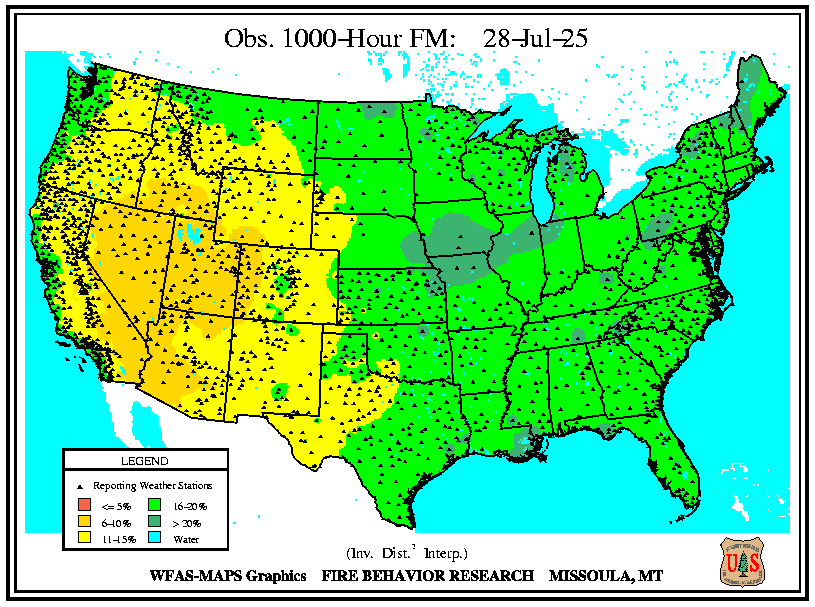 Obs. 1000-Hour FM: 28-Jul-25
LEGEND
Reporting Weather Stations
<= 5%
16-20%
6-10%
> 20%
11-15%
Water
(Inv. Dist.² Interp.)
WFAS-MAPS Graphics FIRE BEHAVIOR RESEARCH MISSOULA, MT
U S